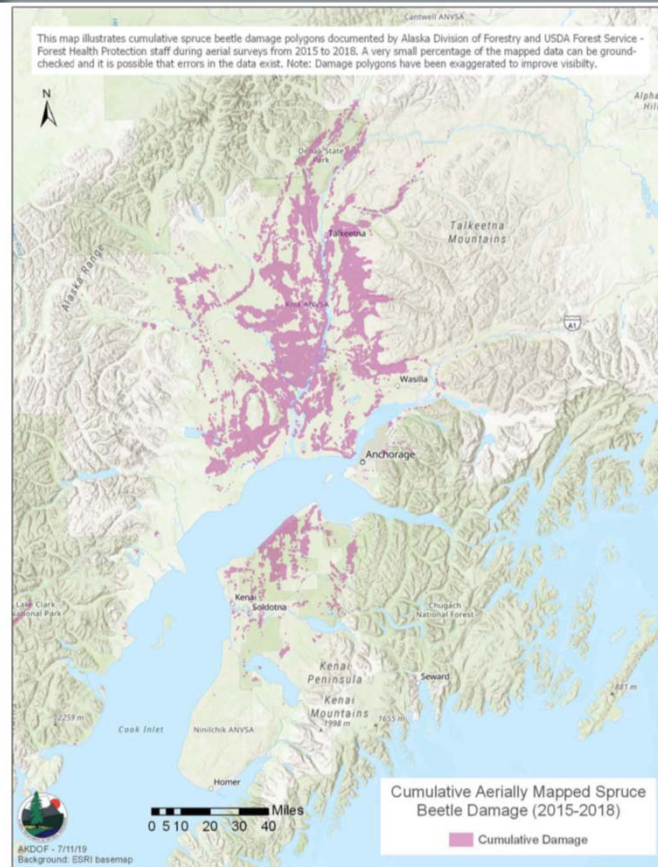 Cantwell ANVSA
This map illustrates cumulative spruce beetle damage polygons documented by Alaska Division of Forestry and USDA Forest Service -
Forest Health Protection staff during aerial surveys from 2015 to 2018. A very small percentage of the mapped data can be ground-
checked and it is possible that errors in the data exist. Note: Damage polygons have been exaggerated to improve visibilty.
N
Denali State
Park
Talkeetna
Talkeetna
Mountains
Alaska Range
Knik ANVSA
A1
Wasilla
Anchorage
Kenai
Soldotna
Lake Clark
National Park
Chugach
National Forest
Kenai
Peninsula
Seward
Kenai
Mountains
881 m
2259 m
1998 m
1655 m
Cook Inlet
Ninilchik ANVSA
Homer
Miles
0 5 10 20 30 40
Cumulative Aerially Mapped Spruce
Beetle Damage (2015-2018)
Cumulative Damage
AKDOF - 7/11/19
Background: ESRI basemap